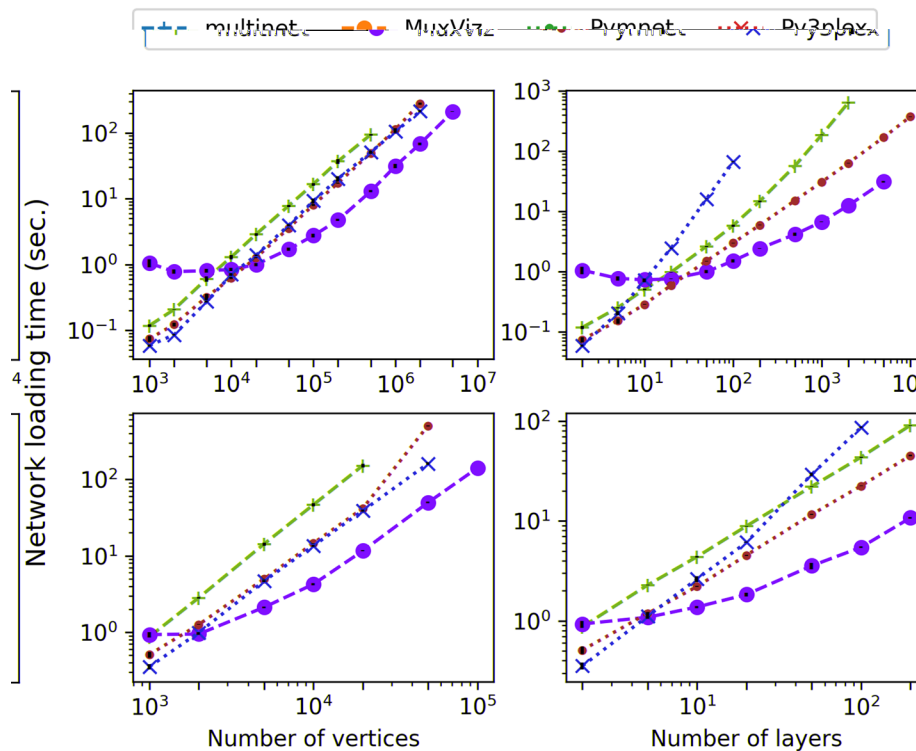 multinet MuxViz Pymnet Py3plex
10³
10² 10²
10¹ 10¹
10⁰ 10⁰
10⁻¹ 10⁻¹
10³ 10⁴ 10⁵ 10⁶ 10⁷ 10¹ 10² 10³ 10
4.
Network loading time (sec.)
10²
10² 10¹
10¹ 10⁰
10⁰
10³ 10⁴ 10⁵ 10¹ 10²
Number of vertices Number of layers